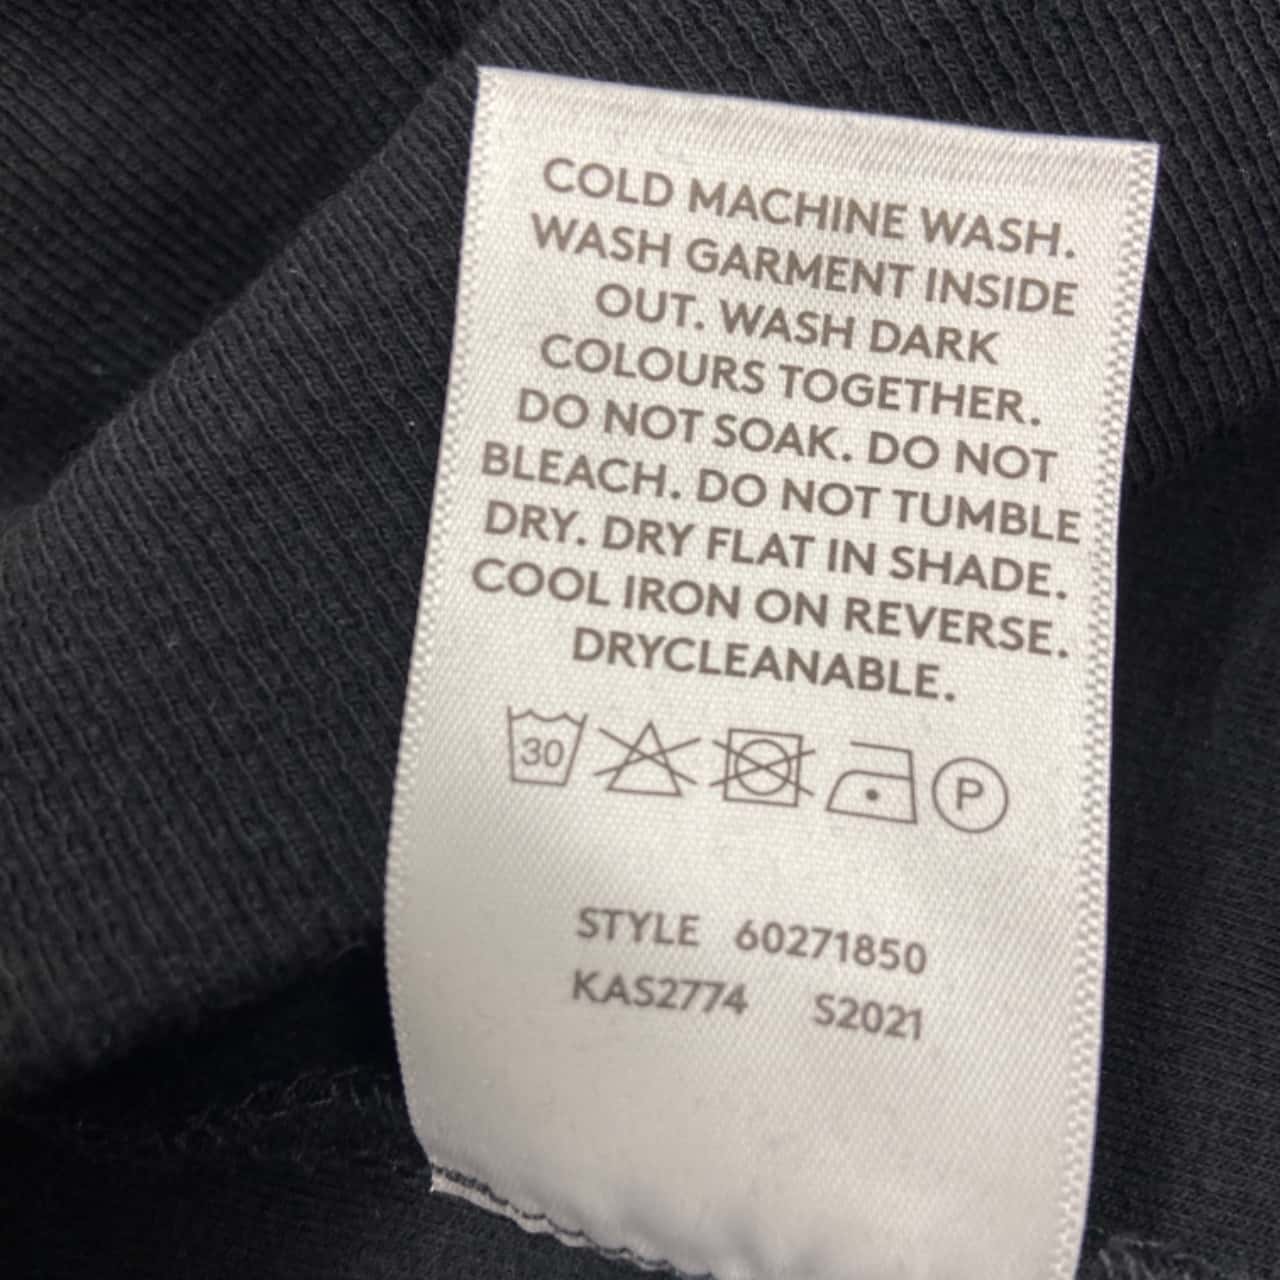 COLD MACHINE WASH.
WASH GARMENT INSIDE
OUT. WASH DARK
COLOURS TOGETHER.
DO NOT SOAK. DO NOT
BLEACH. DO NOT TUMBLE
DRY. DRY FLAT IN SHADE.
COOL IRON ON REVERSE.
DRYCLEANABLE.
30 P
STYLE 60271850
KAS2774 S2021